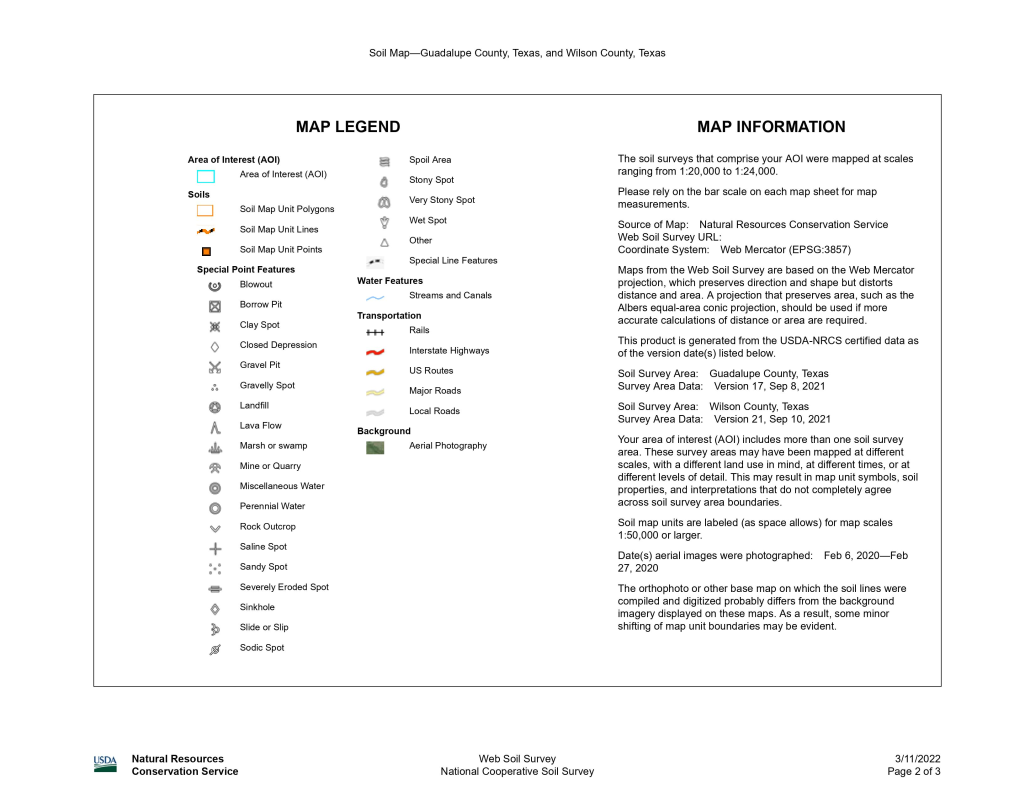 Soil Map—Guadalupe County, Texas, and Wilson County, Texas
MAP LEGEND
Area of Interest (AOI)
Area of Interest (AOI)
Soils
Soil Map Unit Polygons
Soil Map Unit Lines
Soil Map Unit Points
Special Point Features
Blowout
Borrow Pit
Clay Spot
Closed Depression
Gravel Pit
Gravelly Spot
Landfill
Lava Flow
Marsh or swamp
Mine or Quarry
Miscellaneous Water
Perennial Water
Rock Outcrop
Saline Spot
Sandy Spot
Severely Eroded Spot
Sinkhole
Slide or Slip
Sodic Spot
Spoil Area
Stony Spot
Very Stony Spot
Wet Spot
Other
Special Line Features
Water Features
Streams and Canals
Transportation
Rails
Interstate Highways
US Routes
Major Roads
Local Roads
Background
Aerial Photography
MAP INFORMATION
The soil surveys that comprise your AOI were mapped at scales
ranging from 1:20,000 to 1:24,000.
Please rely on the bar scale on each map sheet for map
measurements.
Source of Map: Natural Resources Conservation Service
Web Soil Survey URL:
Coordinate System: Web Mercator (EPSG:3857)
Maps from the Web Soil Survey are based on the Web Mercator
projection, which preserves direction and shape but distorts
distance and area. A projection that preserves area, such as the
Albers equal-area conic projection, should be used if more
accurate calculations of distance or area are required.
This product is generated from the USDA-NRCS certified data as
of the version date(s) listed below.
Soil Survey Area: Guadalupe County, Texas
Survey Area Data: Version 17, Sep 8, 2021
Soil Survey Area: Wilson County, Texas
Survey Area Data: Version 21, Sep 10, 2021
Your area of interest (AOI) includes more than one soil survey
area. These survey areas may have been mapped at different
scales, with a different land use in mind, at different times, or at
different levels of detail. This may result in map unit symbols, soil
properties, and interpretations that do not completely agree
across soil survey area boundaries.
Soil map units are labeled (as space allows) for map scales
1:50,000 or larger.
Date(s) aerial images were photographed: Feb 6, 2020—Feb
27, 2020
The orthophoto or other base map on which the soil lines were
compiled and digitized probably differs from the background
imagery displayed on these maps. As a result, some minor
shifting of map unit boundaries may be evident.
USDA
Natural Resources
Conservation Service
Web Soil Survey
National Cooperative Soil Survey
3/11/2022
Page 2 of 3